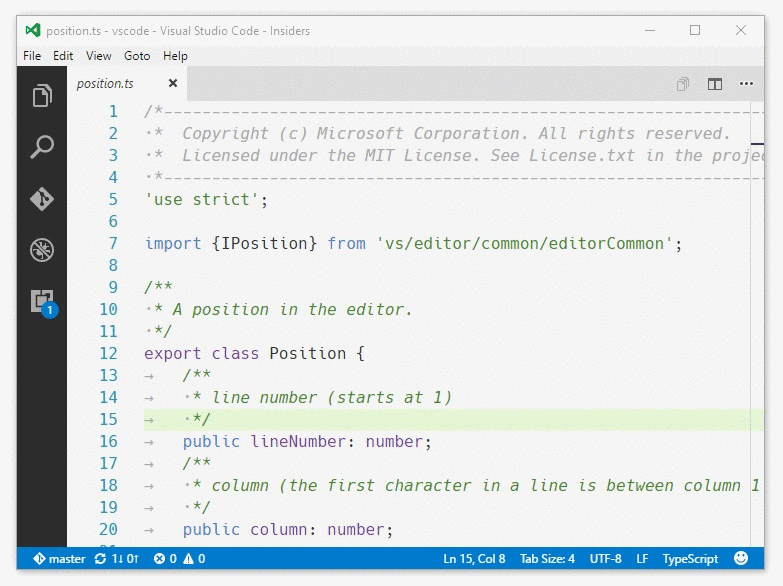 position.ts - vscode - Visual Studio Code - Insiders
File Edit View Goto Help
position.ts
1 /*---------------------------------------------------------------
2  *  Copyright (c) Microsoft Corporation. All rights reserved.
3  *  Licensed under the MIT License. See License.txt in the proje
4  *---------------------------------------------------------------
5 'use strict';
6
7 import {IPosition} from 'vs/editor/common/editorCommon';
8
9 /**
10  * A position in the editor.
11  */
12 export class Position {
13 /**
14  * line number (starts at 1)
15  */
16 public lineNumber: number;
17 /**
18  * column (the first character in a line is between column 1
19  */
20 public column: number;
1
master 1↓ 0↑ 0 0 Ln 15, Col 8 Tab Size: 4 UTF-8 LF TypeScript